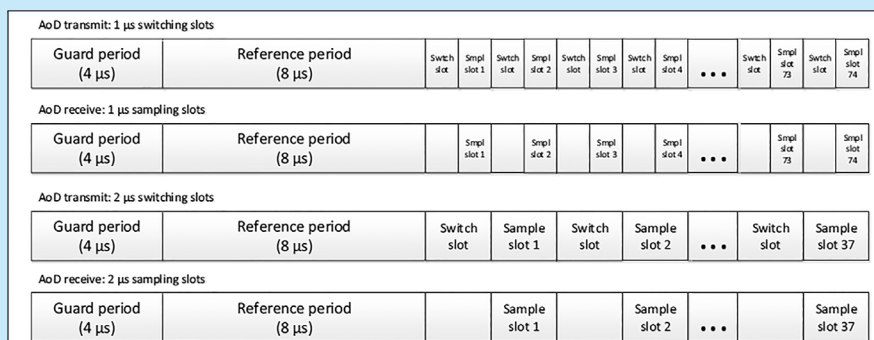 AoD transmit: 1 µs switching slots
Guard period (4 µs) Reference period (8 µs) Swtch slot Smpl slot 1 Swtch slot Smpl slot 2 Swtch slot Smpl slot 3 Swtch slot Smpl slot 4 ... Swtch slot Smpl slot 73 Swtch slot Smpl slot 74
AoD receive: 1 µs sampling slots
Guard period (4 µs) Reference period (8 µs) Smpl slot 1 Smpl slot 2 Smpl slot 3 Smpl slot 4 ... Smpl slot 73 Smpl slot 74
AoD transmit: 2 µs switching slots
Guard period (4 µs) Reference period (8 µs) Switch slot Sample slot 1 Switch slot Sample slot 2 ... Switch slot Sample slot 37
AoD receive: 2 µs sampling slots
Guard period (4 µs) Reference period (8 µs) Sample slot 1 Sample slot 2 ... Sample slot 37